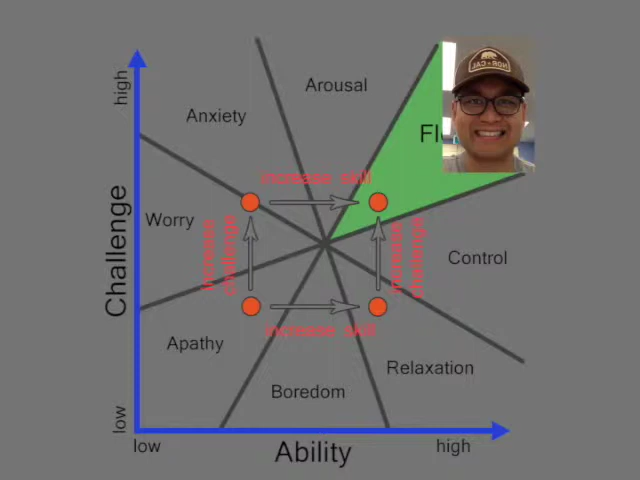 high
Arousal
Anxiety
Fl
increase skill
Challenge
Worry
increase
challenge
increase
challenge
Control
increase skill
Apathy
Relaxation
Boredom
low
low
Ability
high